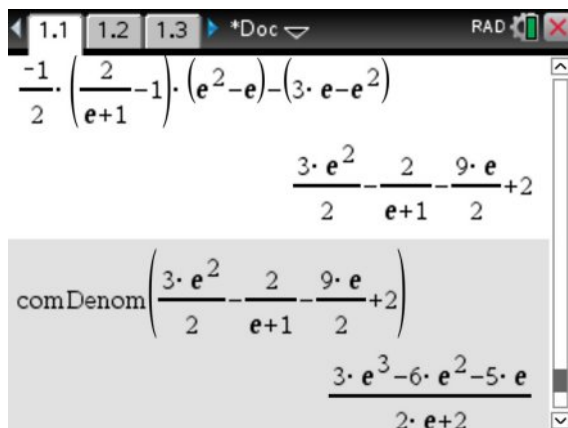 1.1 1.2 1.3 *Doc RAD
-1/2·(2/(e+1)-1)·(e^2-e)-(3·e-e^2)
3·e^2/2-2/(e+1)-9·e/2+2
comDenom(3·e^2/2-2/(e+1)-9·e/2+2)
(3·e^3-6·e^2-5·e)/(2·e+2)